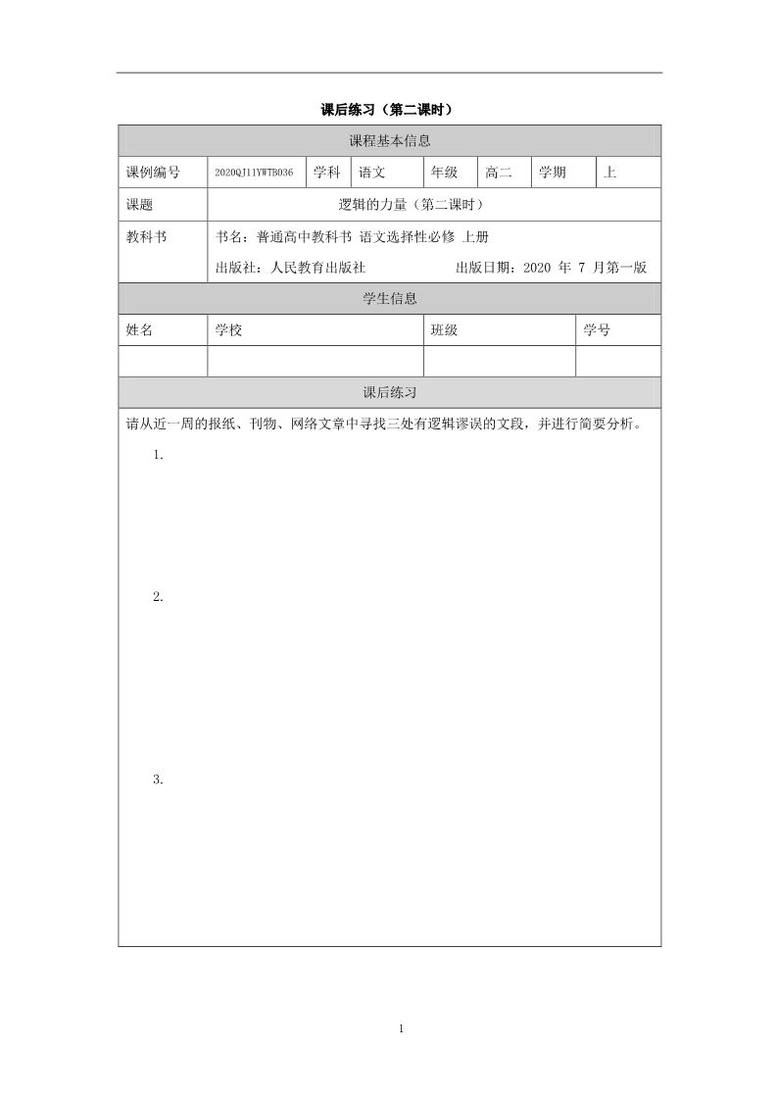 课后练习（第二课时）
课程基本信息
课例编号 2020QJ11YWTB036 学科 语文 年级 高二 学期 上
课题 逻辑的力量（第二课时）
教科书 书名：普通高中教科书 语文选择性必修 上册
出版社：人民教育出版社 出版日期：2020 年 7 月第一版
学生信息
姓名 学校 班级 学号
课后练习
请从近一周的报纸、刊物、网络文章中寻找三处有逻辑谬误的文段，并进行简要分析。
1.
2.
3.
1